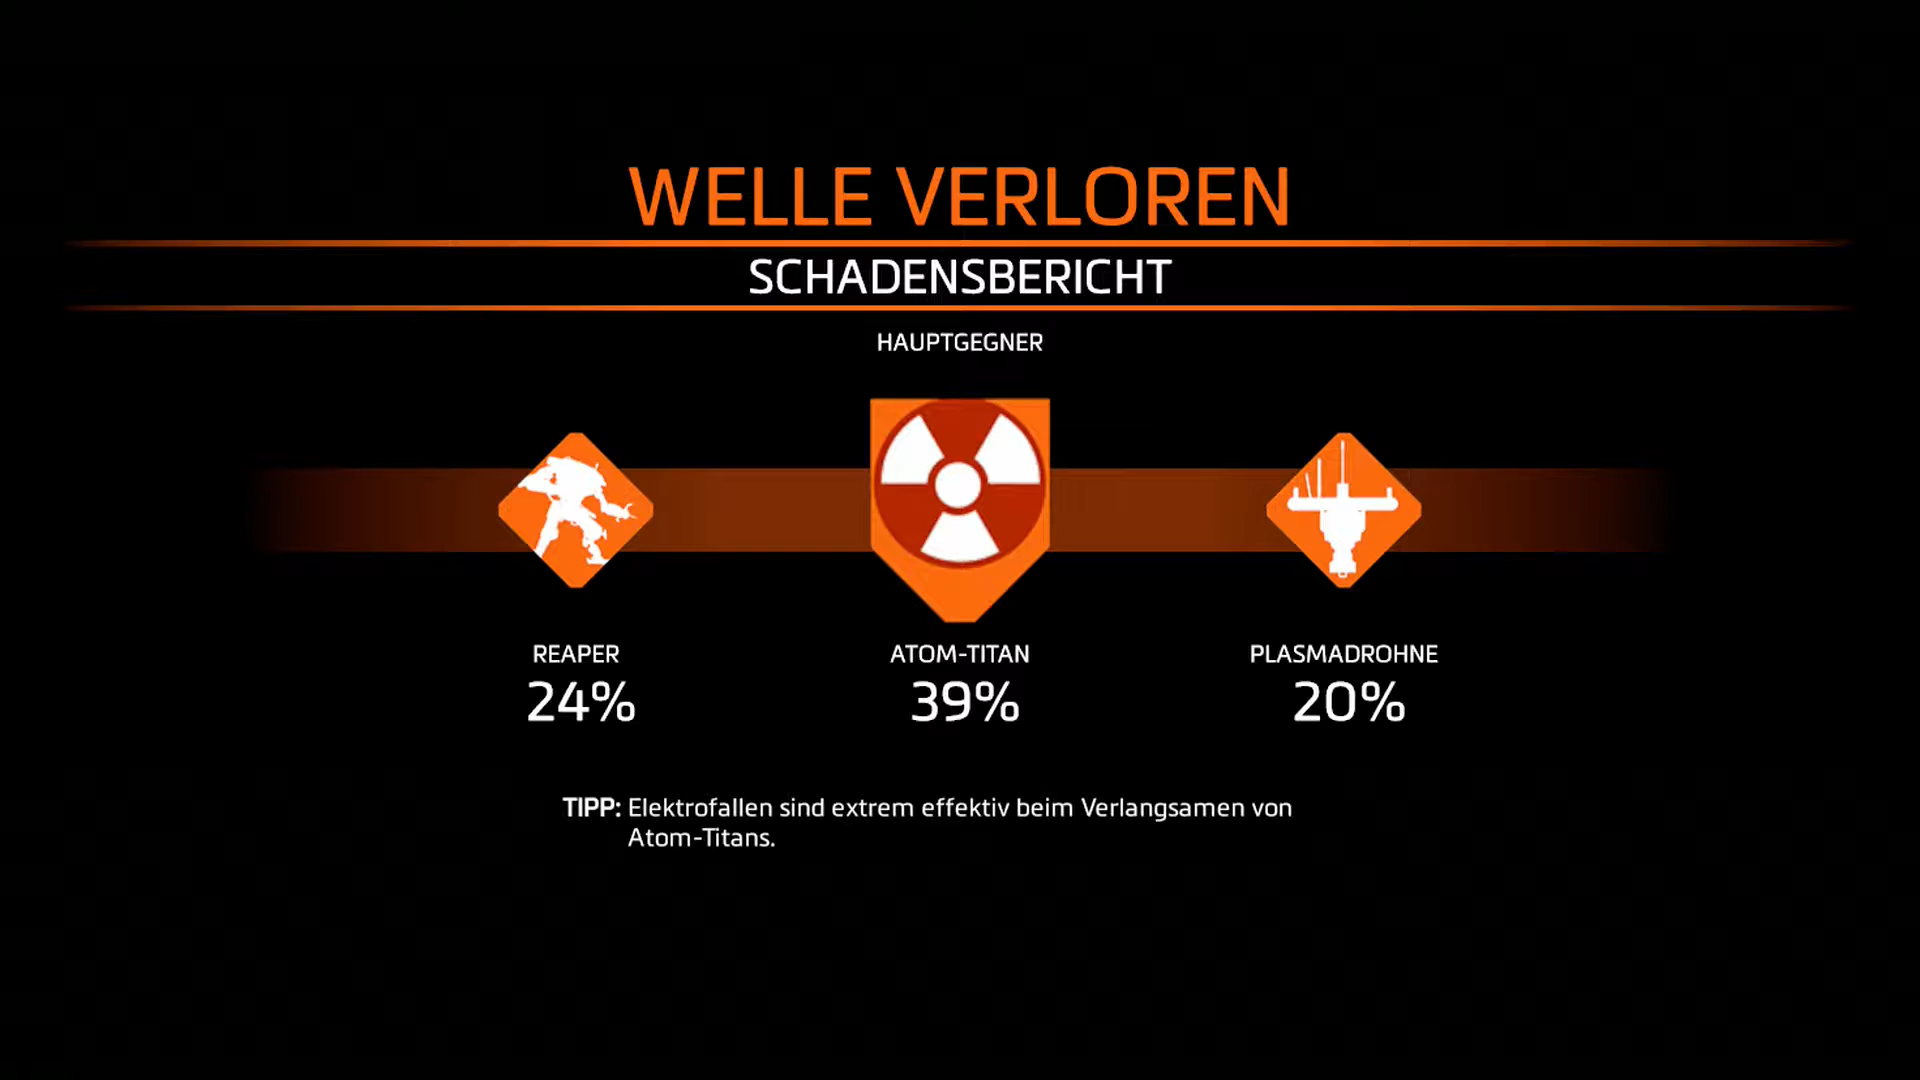 WELLE VERLOREN
SCHADENSBERICHT
HAUPTGEGNER
REAPER
24%
ATOM-TITAN
39%
PLASMADROHNE
20%
TIPP: Elektrofallen sind extrem effektiv beim Verlangsamen von
Atom-Titans.